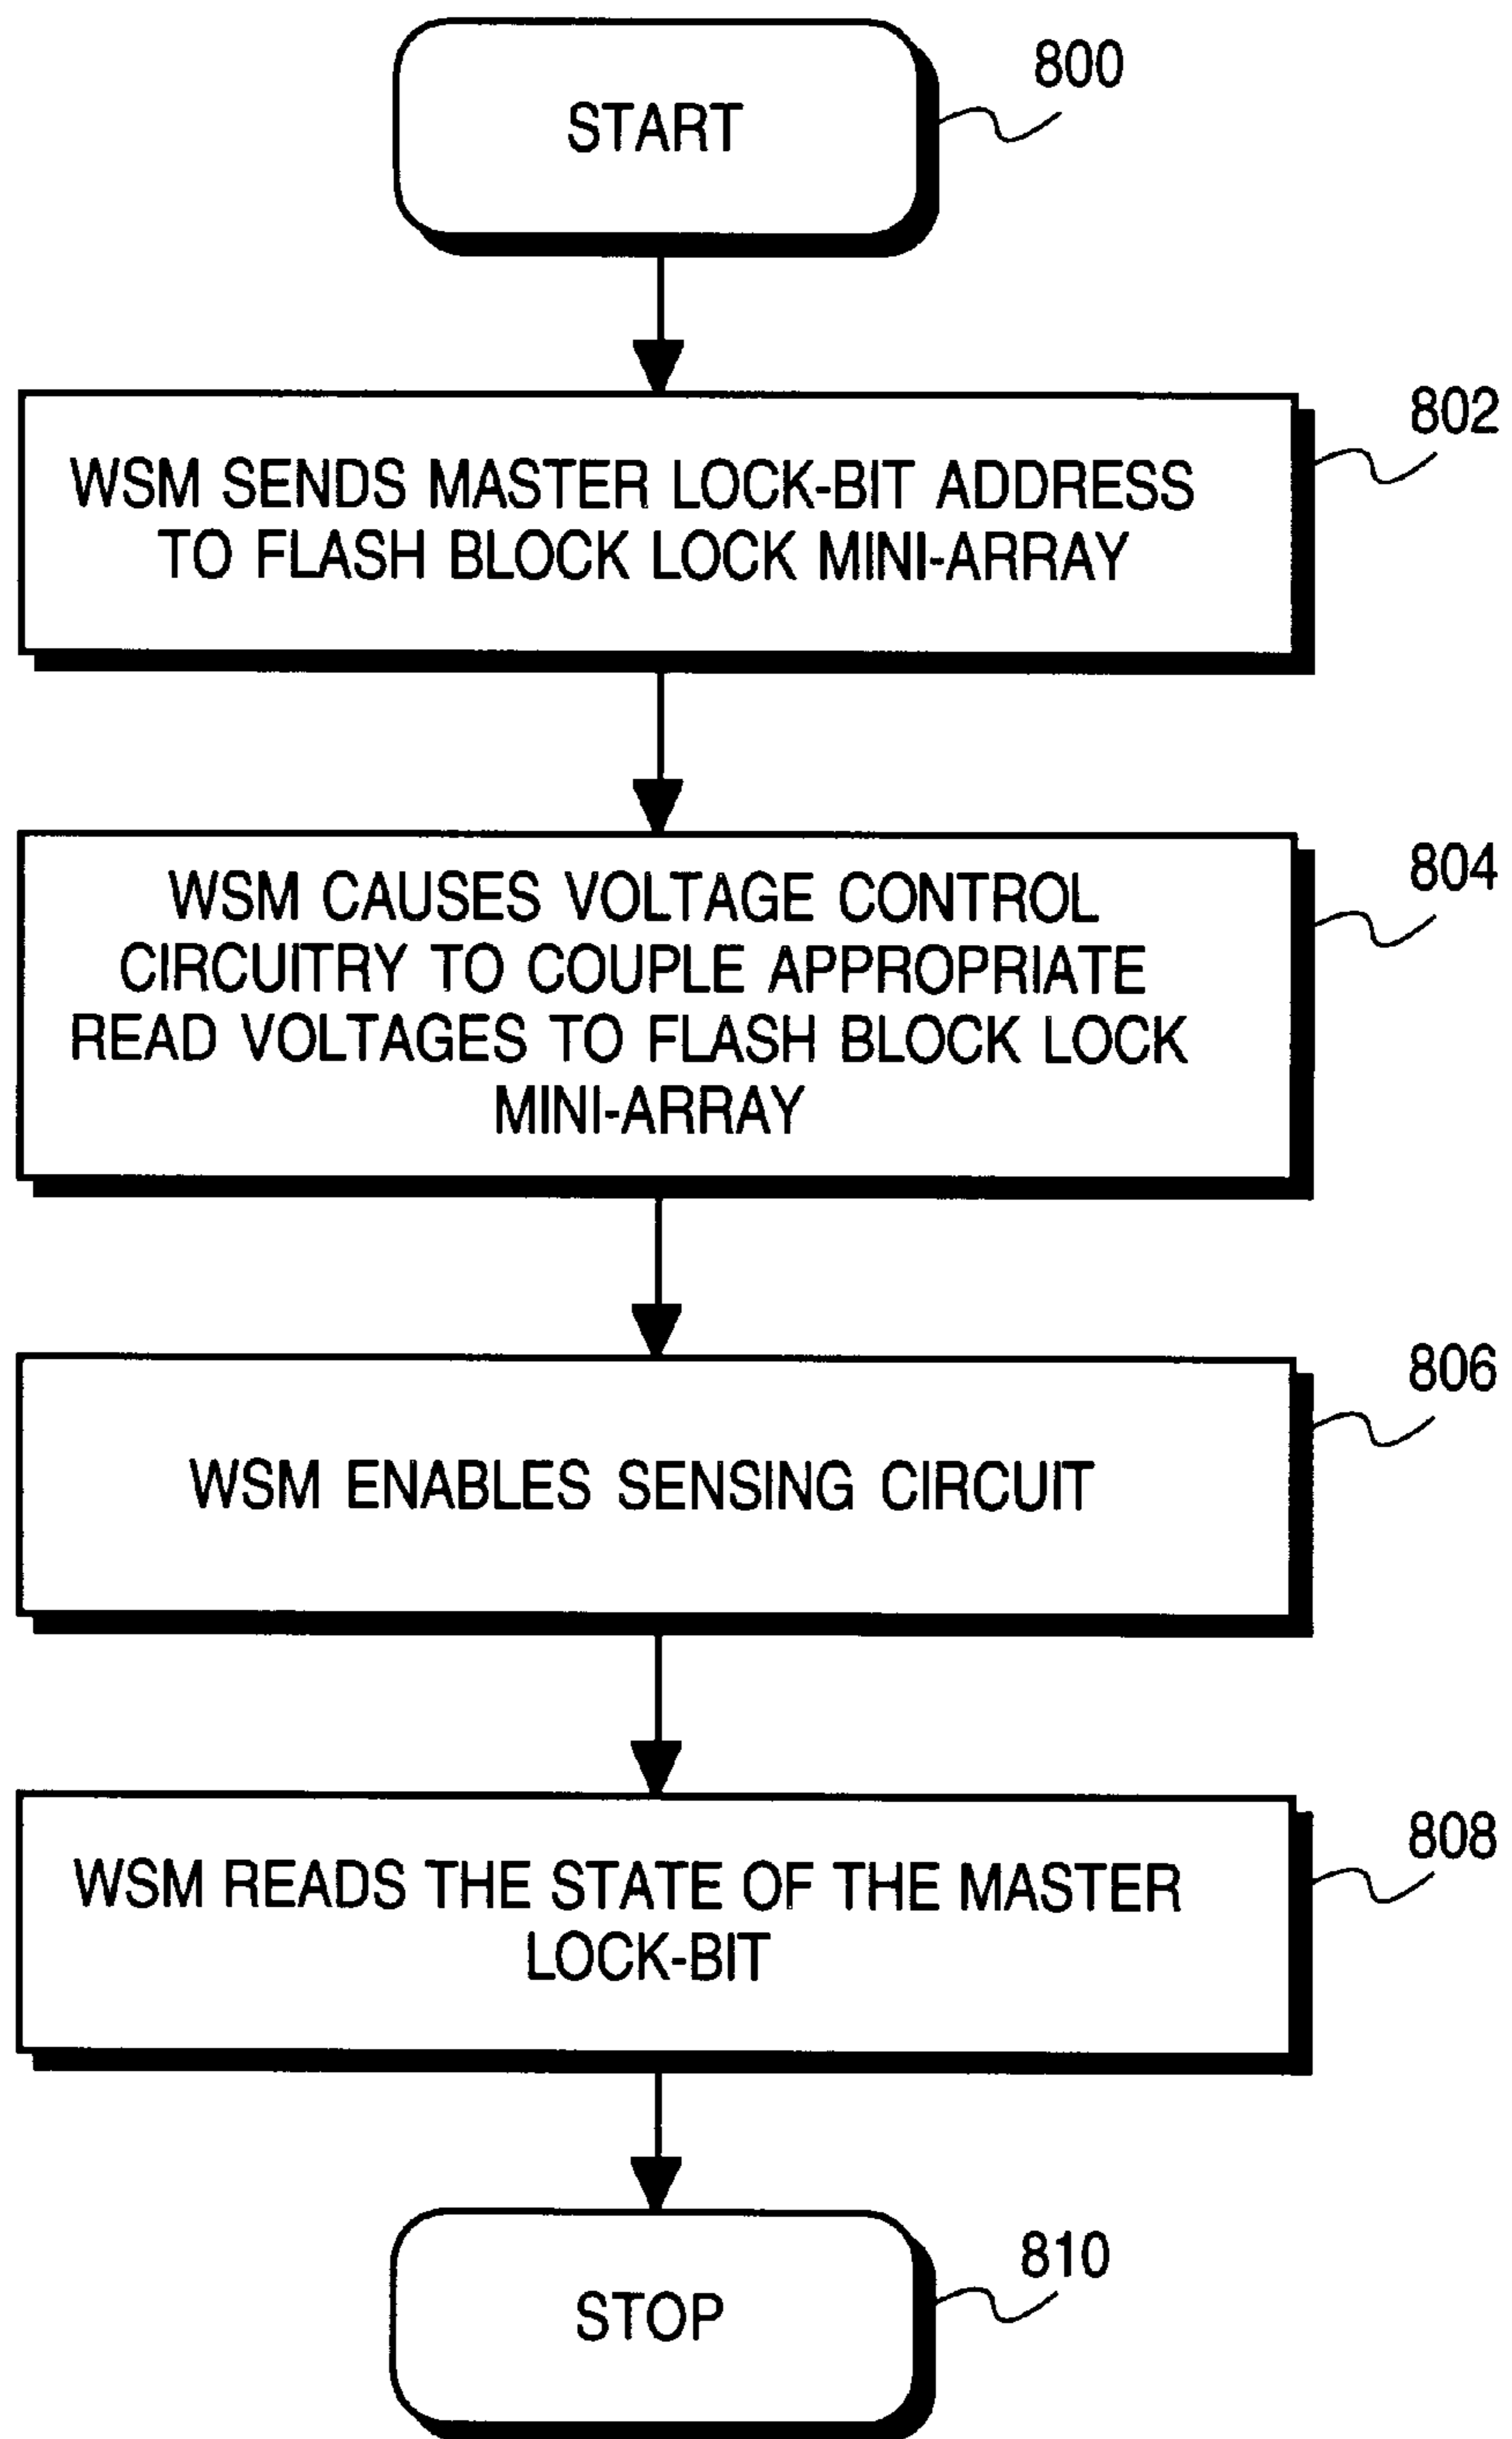 800
START
802
WSM SENDS MASTER LOCK-BIT ADDRESS
TO FLASH BLOCK LOCK MINI-ARRAY
804
WSM CAUSES VOLTAGE CONTROL
CIRCUITRY TO COUPLE APPROPRIATE
READ VOLTAGES TO FLASH BLOCK LOCK
MINI-ARRAY
806
WSM ENABLES SENSING CIRCUIT
808
WSM READS THE STATE OF THE MASTER
LOCK-BIT
810
STOP